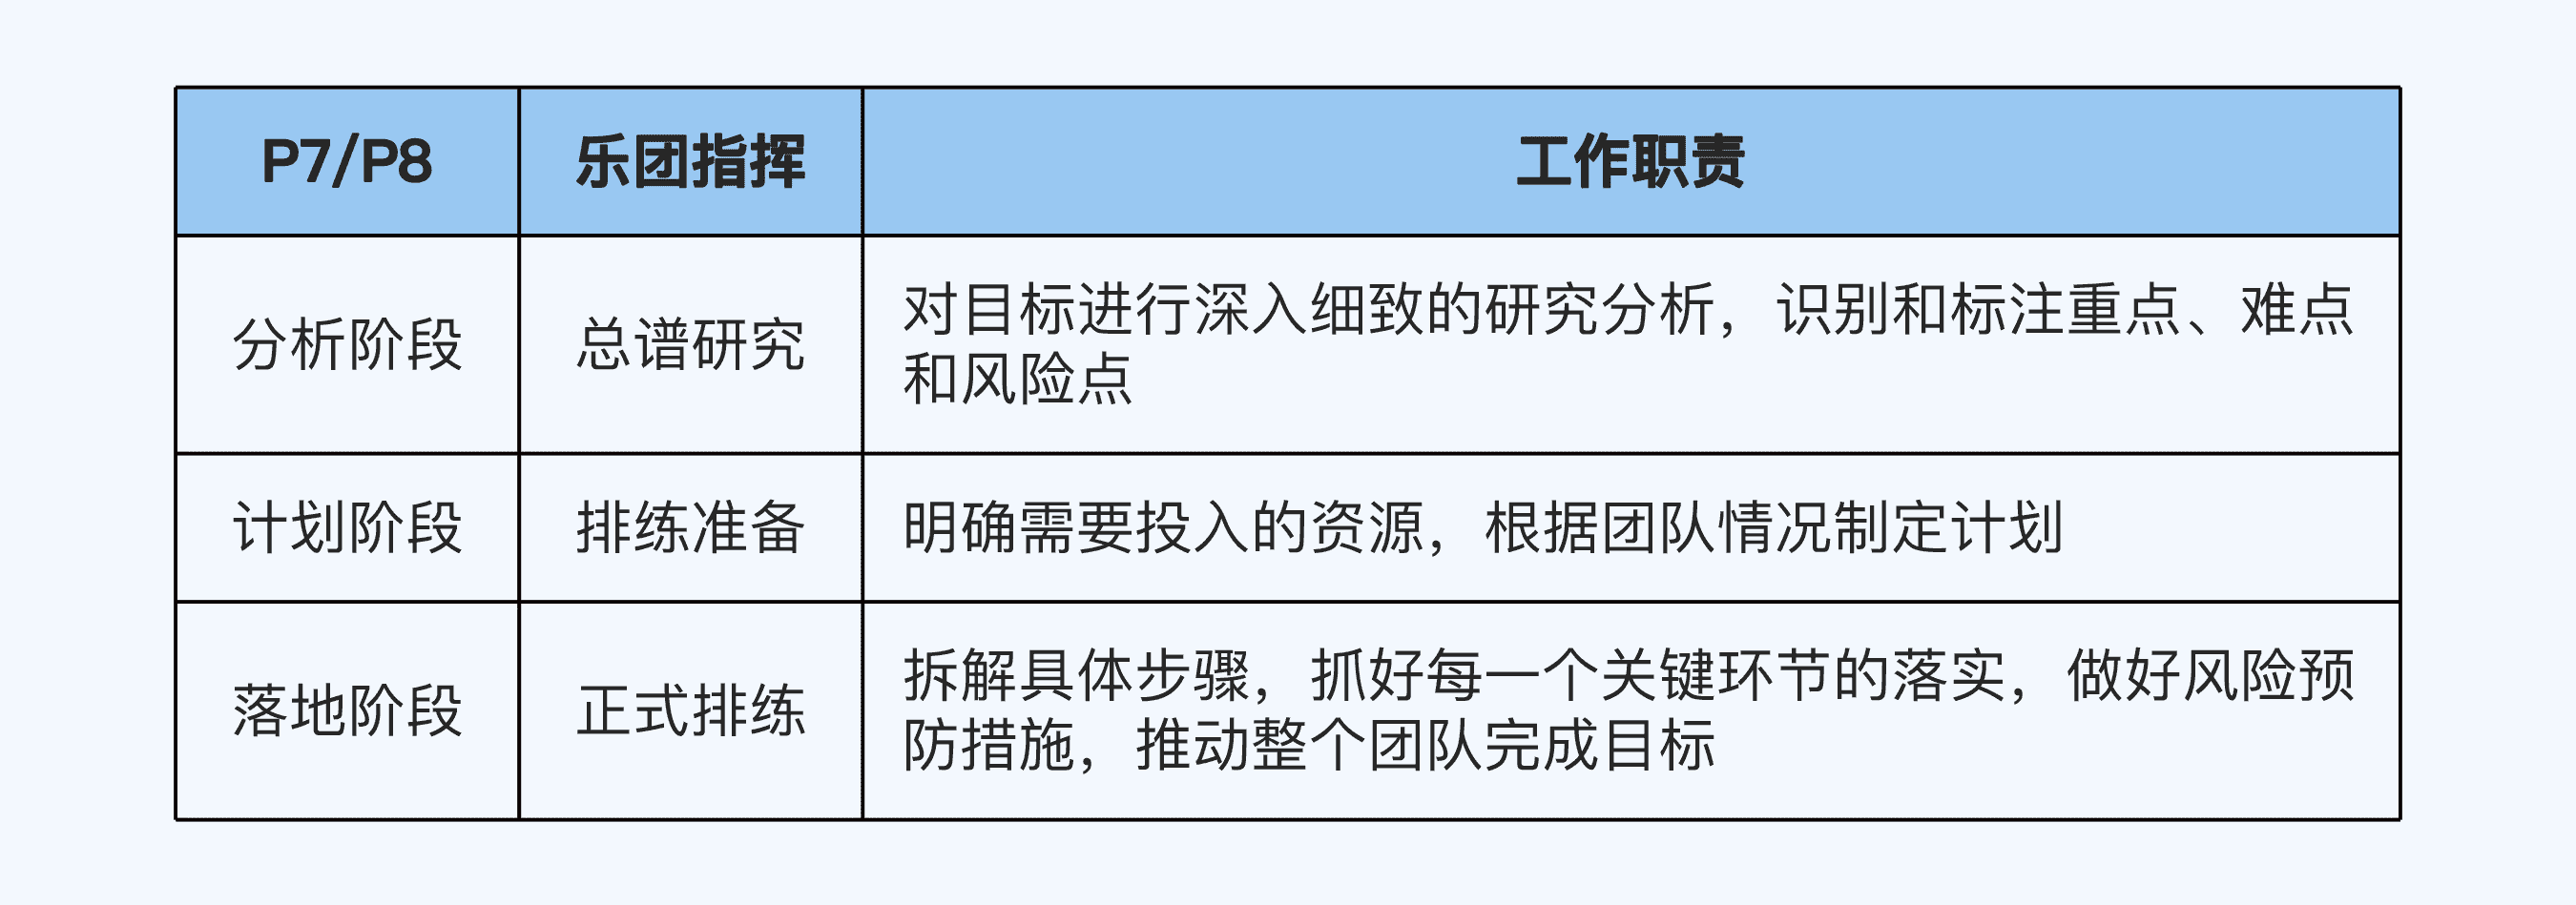 P7/P8 乐团指挥 工作职责
分析阶段 总谱研究 对目标进行深入细致的研究分析，识别和标注重点、难点
和风险点
计划阶段 排练准备 明确需要投入的资源，根据团队情况制定计划
落地阶段 正式排练 拆解具体步骤，抓好每一个关键环节的落实，做好风险预
防措施，推动整个团队完成目标